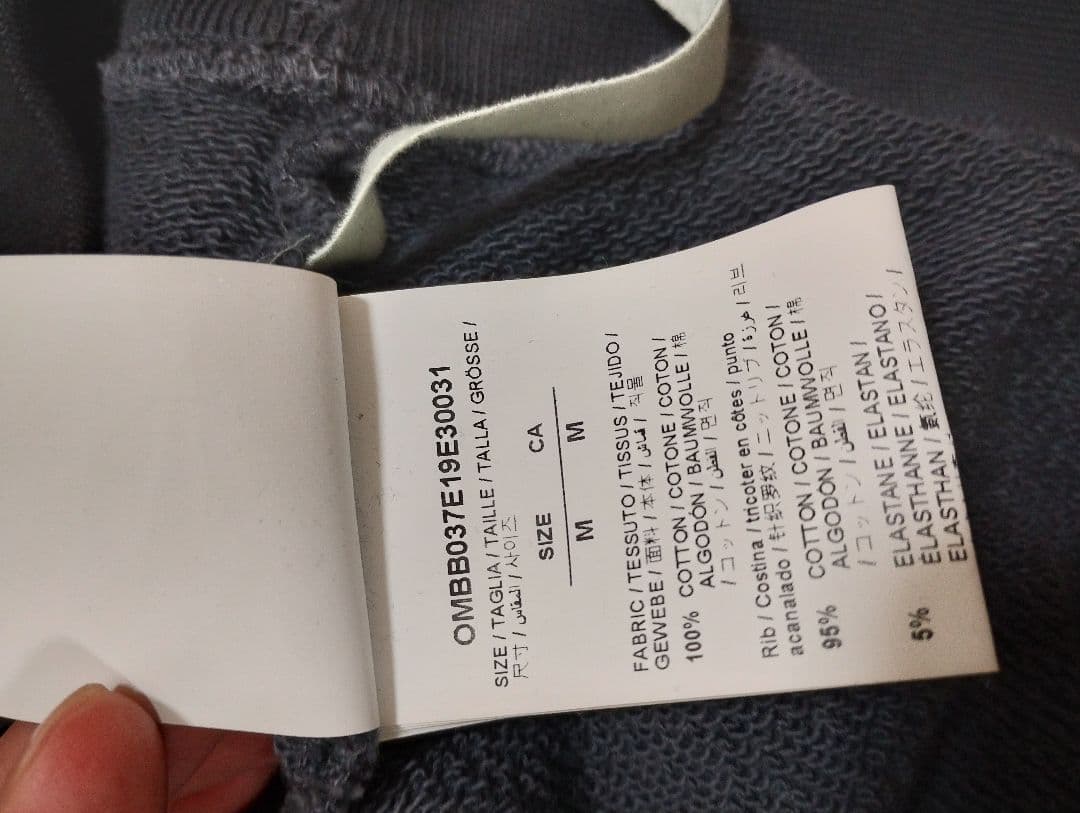 OMBB037E19E30031
SIZE / TAGLIA / TAILLE / TALLA / GRÖSSE /
尺寸 / المقاس / 사이즈
SIZE CA
M M
FABRIC / TESSUTO / TISSUS / TEJIDO /
GEWEBE / 面料 / 本体 / قماش / 직물
100% COTTON / COTONE / COTON /
ALGODÓN / BAUMWOLLE / 棉
/ コットン / القطن / 면직
Rib / Costina / tricoter en côtes / punto
acanalado / 针织罗纹 / ニットリブ / غرزة / 리브
95% COTTON / COTONE / COTON /
ALGODÓN / BAUMWOLLE / 棉
/ コットン / القطن / 면직
5% ELASTANE / ELASTAN /
ÉLASTHANNE / ELASTANO /
ELASTHAN / 氨纶 / エラスタン /